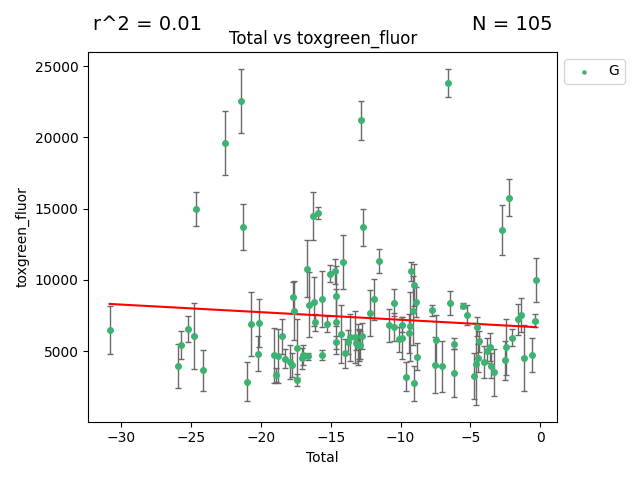 r^2 = 0.01
N = 105
Total vs toxgreen_fluor
G
25000
20000
15000
10000
5000
toxgreen_fluor
−30
−25
−20
−15
−10
−5
0
Total